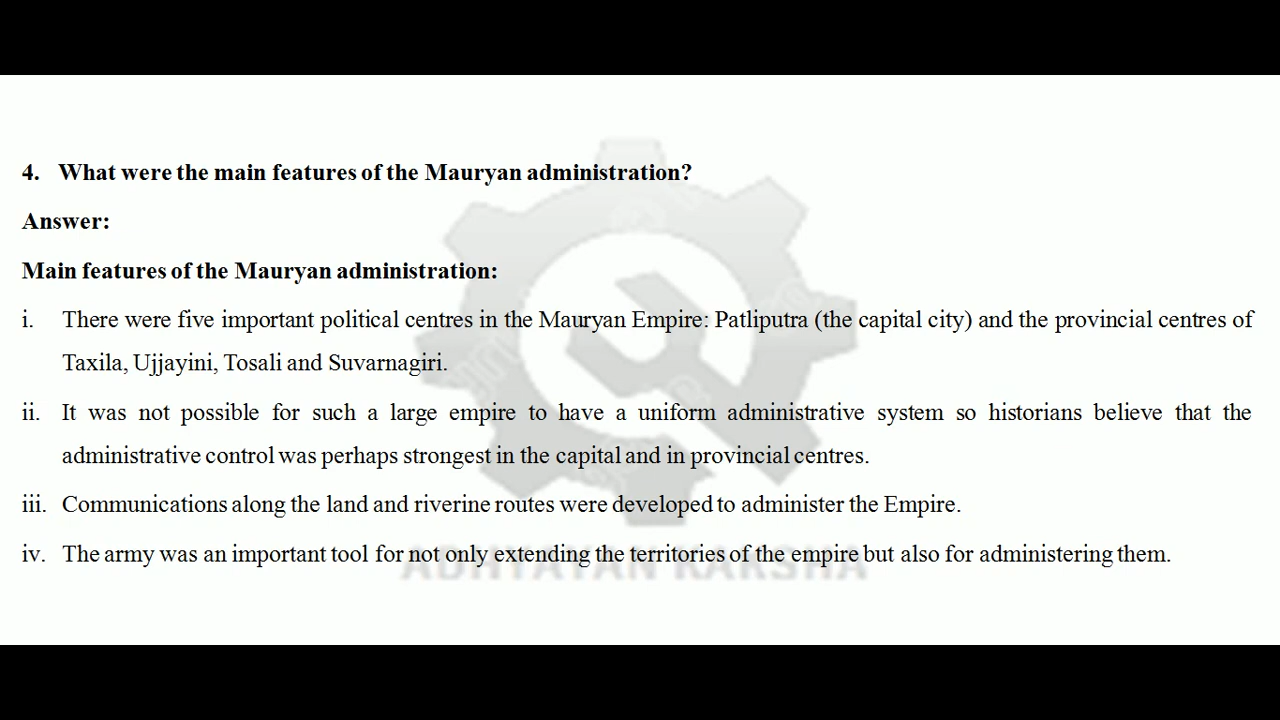 4. What were the main features of the Mauryan administration?
Answer:
Main features of the Mauryan administration:
i. There were five important political centres in the Mauryan Empire: Patliputra (the capital city) and the provincial centres of
Taxila, Ujjayini, Tosali and Suvarnagiri.
ii. It was not possible for such a large empire to have a uniform administrative system so historians believe that the
administrative control was perhaps strongest in the capital and in provincial centres.
iii. Communications along the land and riverine routes were developed to administer the Empire.
iv. The army was an important tool for not only extending the territories of the empire but also for administering them.
ADHYAYAN KAKSHA